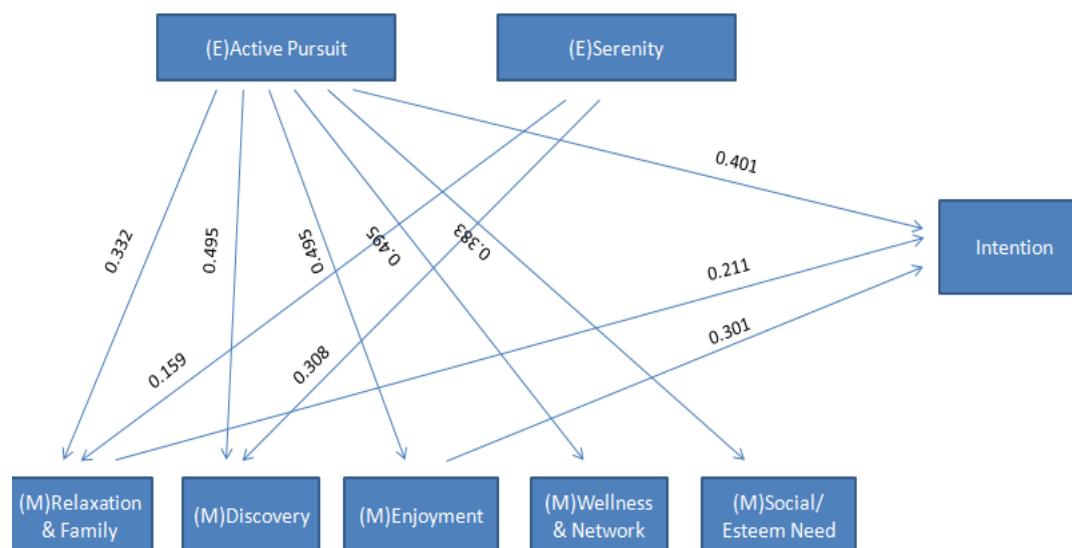 (E)Active Pursuit
(E)Serenity
0.401
Intention
0.332
0.495
0.495
0.495
0.383
0.211
0.301
0.159
0.308
(M)Relaxation
& Family
(M)Discovery
(M)Enjoyment
(M)Wellness
& Network
(M)Social/
Esteem Need